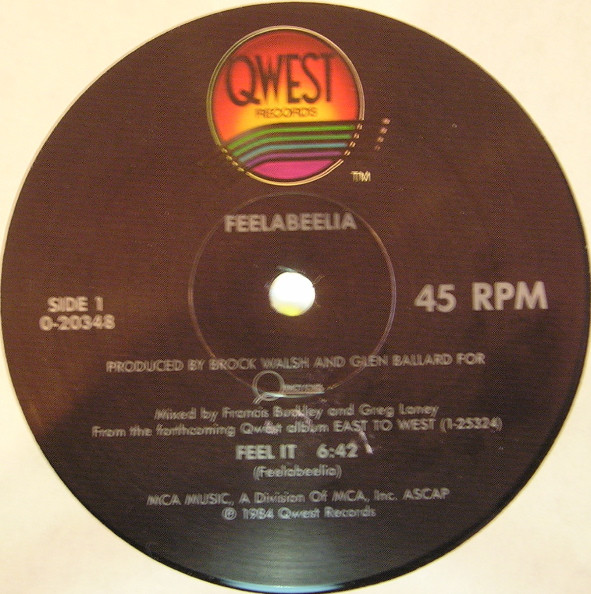 QWEST
RECORDS
TM
FEELABEELIA
SIDE 1
0-20348
45 RPM
PRODUCED BY BROCK WALSH AND GLEN BALLARD FOR
Mixed by Francis Buckley and Greg Laney
From the forthcoming Qwest album EAST TO WEST (1-25324)
FEEL IT 6:42
(Feelabeelia)
MCA MUSIC, A Division Of MCA, Inc. ASCAP
℗ 1984 Qwest Records